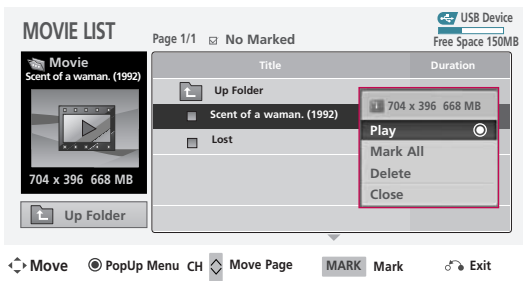 MOVIE LIST
Page 1/1 No Marked
USB Device
Free Space 150MB
Movie
Scent of a waman. (1992)
704 x 396 668 MB
Up Folder
Title Duration
Up Folder
Scent of a waman. (1992)
Lost
704 x 396 668 MB
Play
Mark All
Delete
Close
Move PopUp Menu CH Move Page MARK Mark Exit